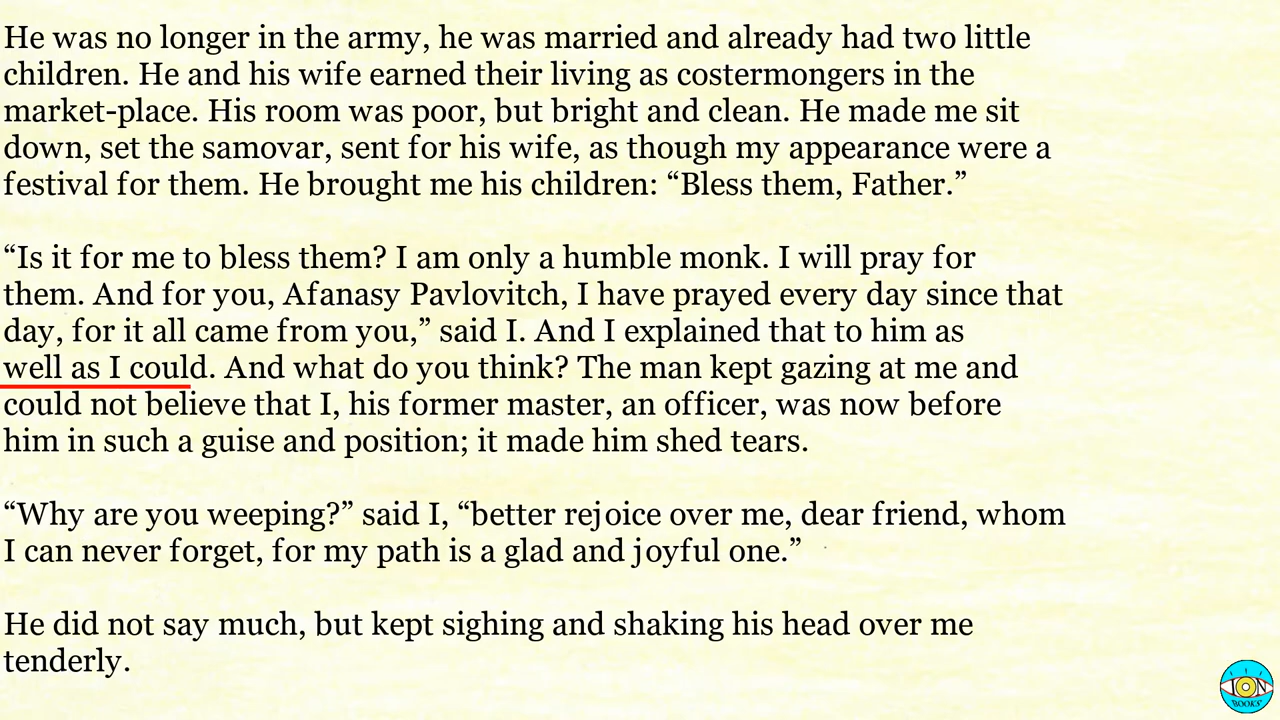 He was no longer in the army, he was married and already had two little
children. He and his wife earned their living as costermongers in the
market-place. His room was poor, but bright and clean. He made me sit
down, set the samovar, sent for his wife, as though my appearance were a
festival for them. He brought me his children: “Bless them, Father.”
“Is it for me to bless them? I am only a humble monk. I will pray for
them. And for you, Afanasy Pavlovitch, I have prayed every day since that
day, for it all came from you,” said I. And I explained that to him as
well as I could. And what do you think? The man kept gazing at me and
could not believe that I, his former master, an officer, was now before
him in such a guise and position; it made him shed tears.
“Why are you weeping?” said I, “better rejoice over me, dear friend, whom
I can never forget, for my path is a glad and joyful one.”
He did not say much, but kept sighing and shaking his head over me
tenderly.
ION
BOOKS